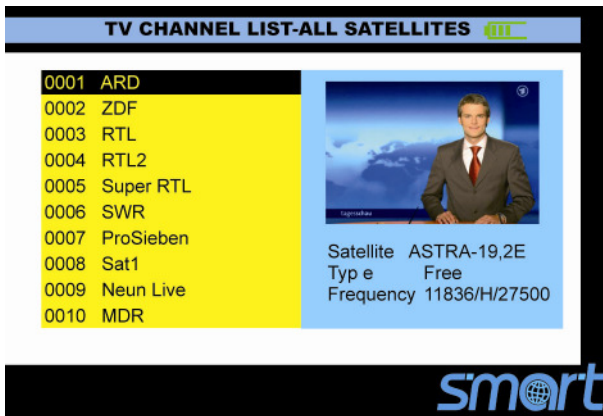 TV CHANNEL LIST-ALL SATELLITES
0001 ARD
0002 ZDF
0003 RTL
0004 RTL2
0005 Super RTL
0006 SWR
0007 ProSieben
0008 Sat1
0009 Neun Live
0010 MDR
tagesschau
Satellite ASTRA-19,2E
Typ e Free
Frequency 11836/H/27500
smart